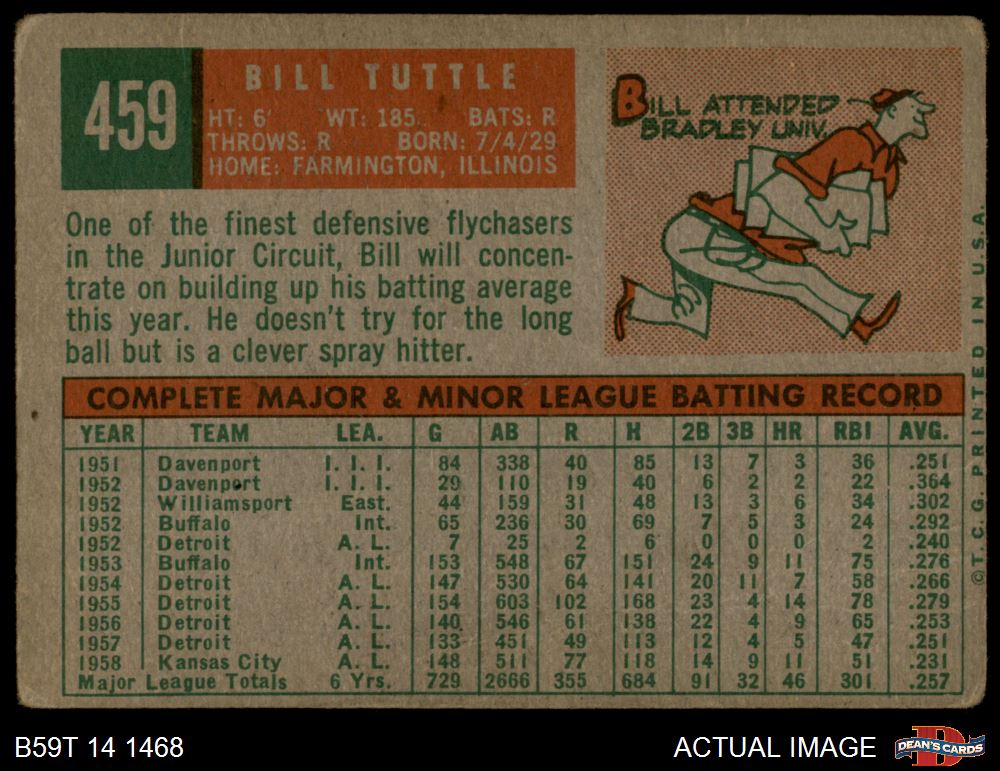 459
BILL TUTTLE
HT: 6' WT: 185 BATS: R
THROWS: R BORN: 7/4/29
HOME: FARMINGTON, ILLINOIS
BILL ATTENDED
BRADLEY UNIV.
One of the finest defensive flychasers
in the Junior Circuit, Bill will concen-
trate on building up his batting average
this year. He doesn't try for the long
ball but is a clever spray hitter.
COMPLETE MAJOR & MINOR LEAGUE BATTING RECORD
YEAR TEAM LEA. G AB R H 2B 3B HR RBI AVG.
1951 Davenport I. I. I. 84 338 40 85 13 7 3 36 .251
1952 Davenport I. I. I. 29 110 19 40 6 2 2 22 .364
1952 Williamsport East. 44 159 31 48 13 3 6 34 .302
1952 Buffalo Int. 65 236 30 69 7 5 3 24 .292
1952 Detroit A. L. 7 25 2 6 0 0 0 2 .240
1953 Buffalo Int. 153 548 67 151 24 9 11 75 .276
1954 Detroit A. L. 147 530 64 141 20 11 7 58 .266
1955 Detroit A. L. 154 603 102 168 23 4 14 78 .279
1956 Detroit A. L. 140 546 61 138 22 4 9 65 .253
1957 Detroit A. L. 133 451 49 113 12 4 5 47 .251
1958 Kansas City A. L. 148 511 77 118 14 9 11 51 .231
Major League Totals 6 Yrs. 729 2666 355 684 91 32 46 301 .257
©T.C.G. PRINTED IN U.S.A.
B59T 14 1468
ACTUAL IMAGE
DEAN'S CARDS